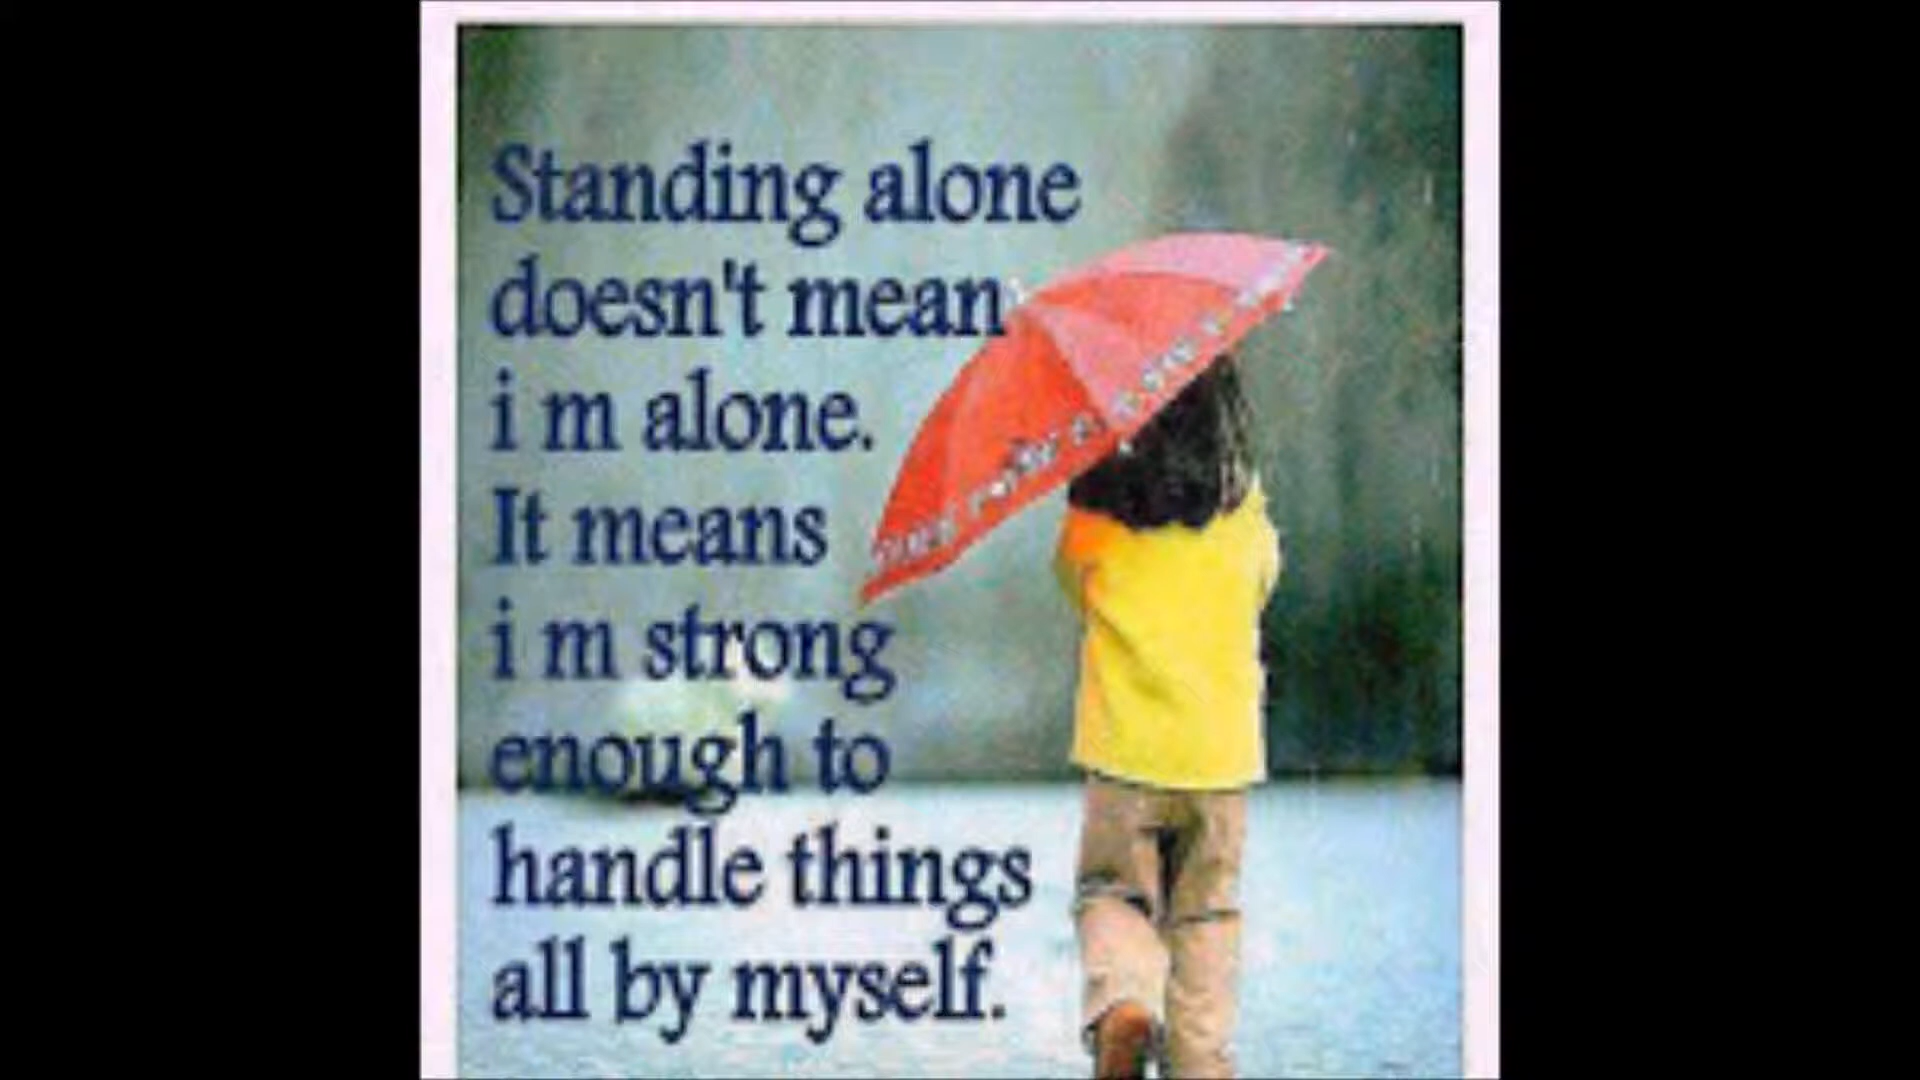 Standing alone
doesn't mean
i m alone.
It means
i m strong
enough to
handle things
all by myself.